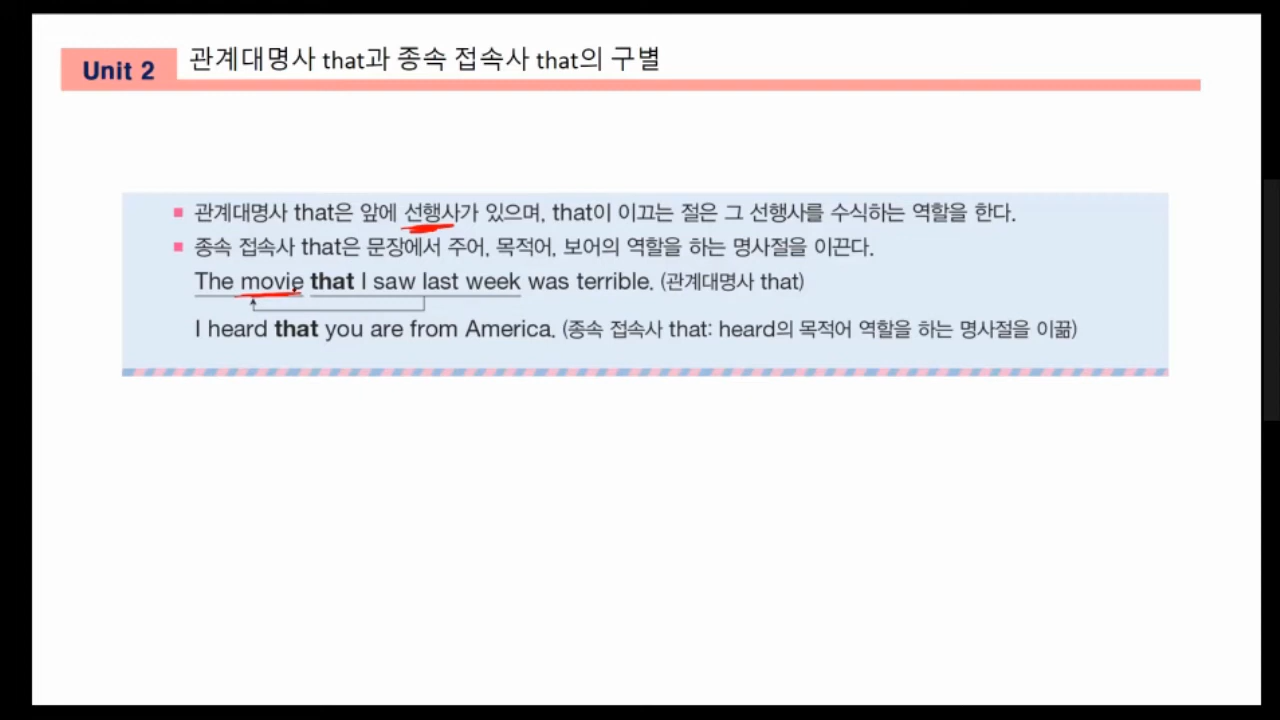 Unit 2
관계대명사 that과 종속 접속사 that의 구별
관계대명사 that은 앞에 선행사가 있으며, that이 이끄는 절은 그 선행사를 수식하는 역할을 한다.
종속 접속사 that은 문장에서 주어, 목적어, 보어의 역할을 하는 명사절을 이끈다.
The movie that I saw last week was terrible. (관계대명사 that)
I heard that you are from America. (종속 접속사 that: heard의 목적어 역할을 하는 명사절을 이끎)